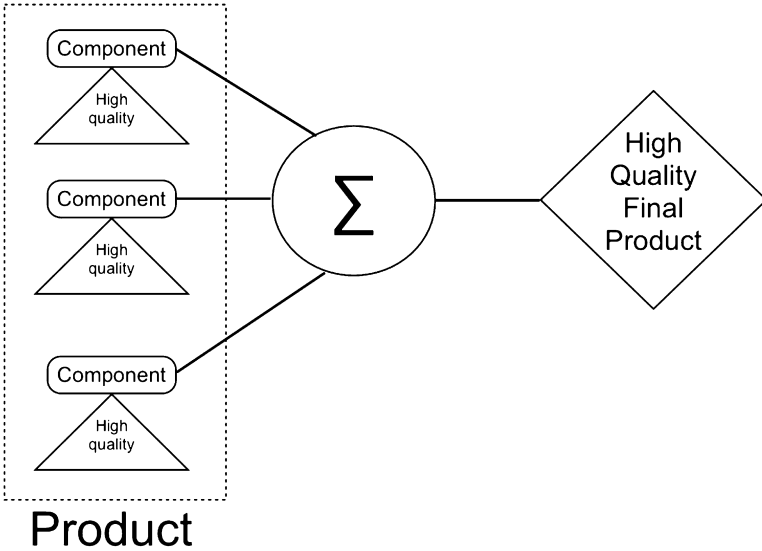 Component
High
quality
Component
High
quality
Component
High
quality
Product
∑
High
Quality
Final
Product